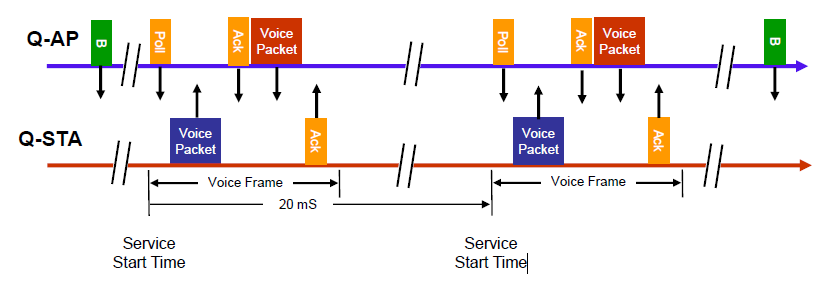 B
Poll
Ack
Voice
Packet
Poll
Ack
Voice
Packet
B
Q-AP
Q-STA
Voice
Packet
Ack
Voice
Packet
Ack
Voice Frame
Voice Frame
20 mS
Service
Start Time
Service
Start Time